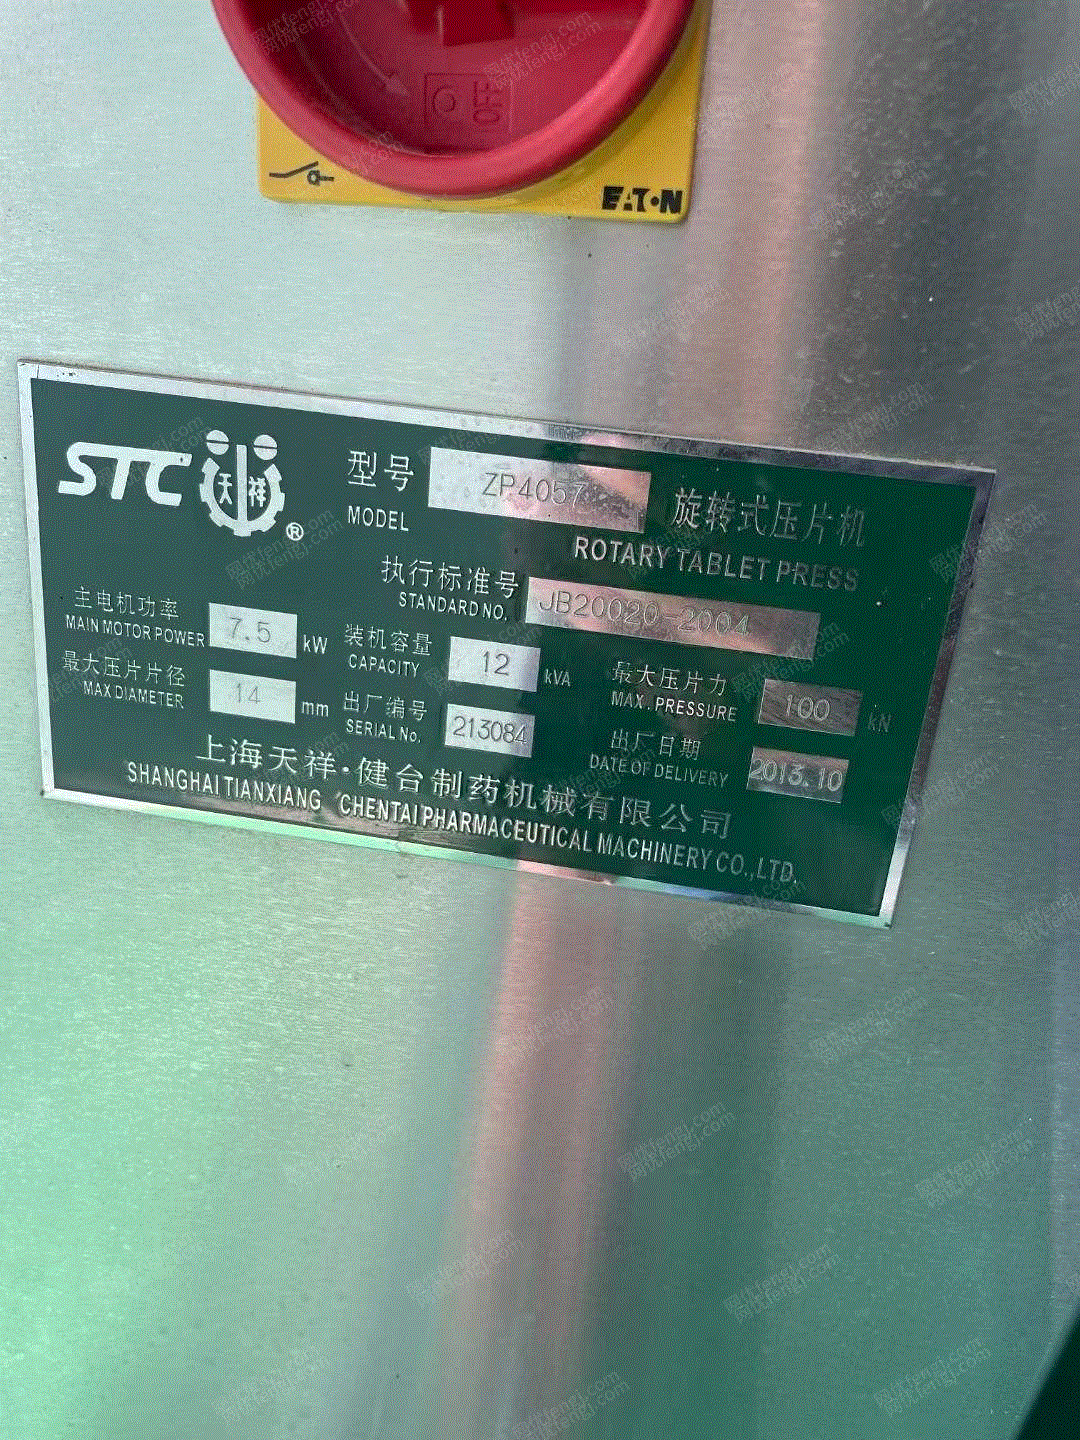 OFF
EATON
STC 天祥 ®
型号 ZP4057 旋转式压片机
MODEL ROTARY TABLET PRESS
执行标准号 JB20020-2004
STANDARD NO.
主电机功率 7.5 kW 装机容量 12 kVA 最大压片力 100 kN
MAIN MOTOR POWER CAPACITY MAX. PRESSURE
最大压片片径 14 mm 出厂编号 213084 出厂日期 2013.10
MAX DIAMETER SERIAL No. DATE OF DELIVERY
上海天祥·健台制药机械有限公司
SHANGHAI TIANXIANG CHENTAI PHARMACEUTICAL MACHINERY CO.,LTD.